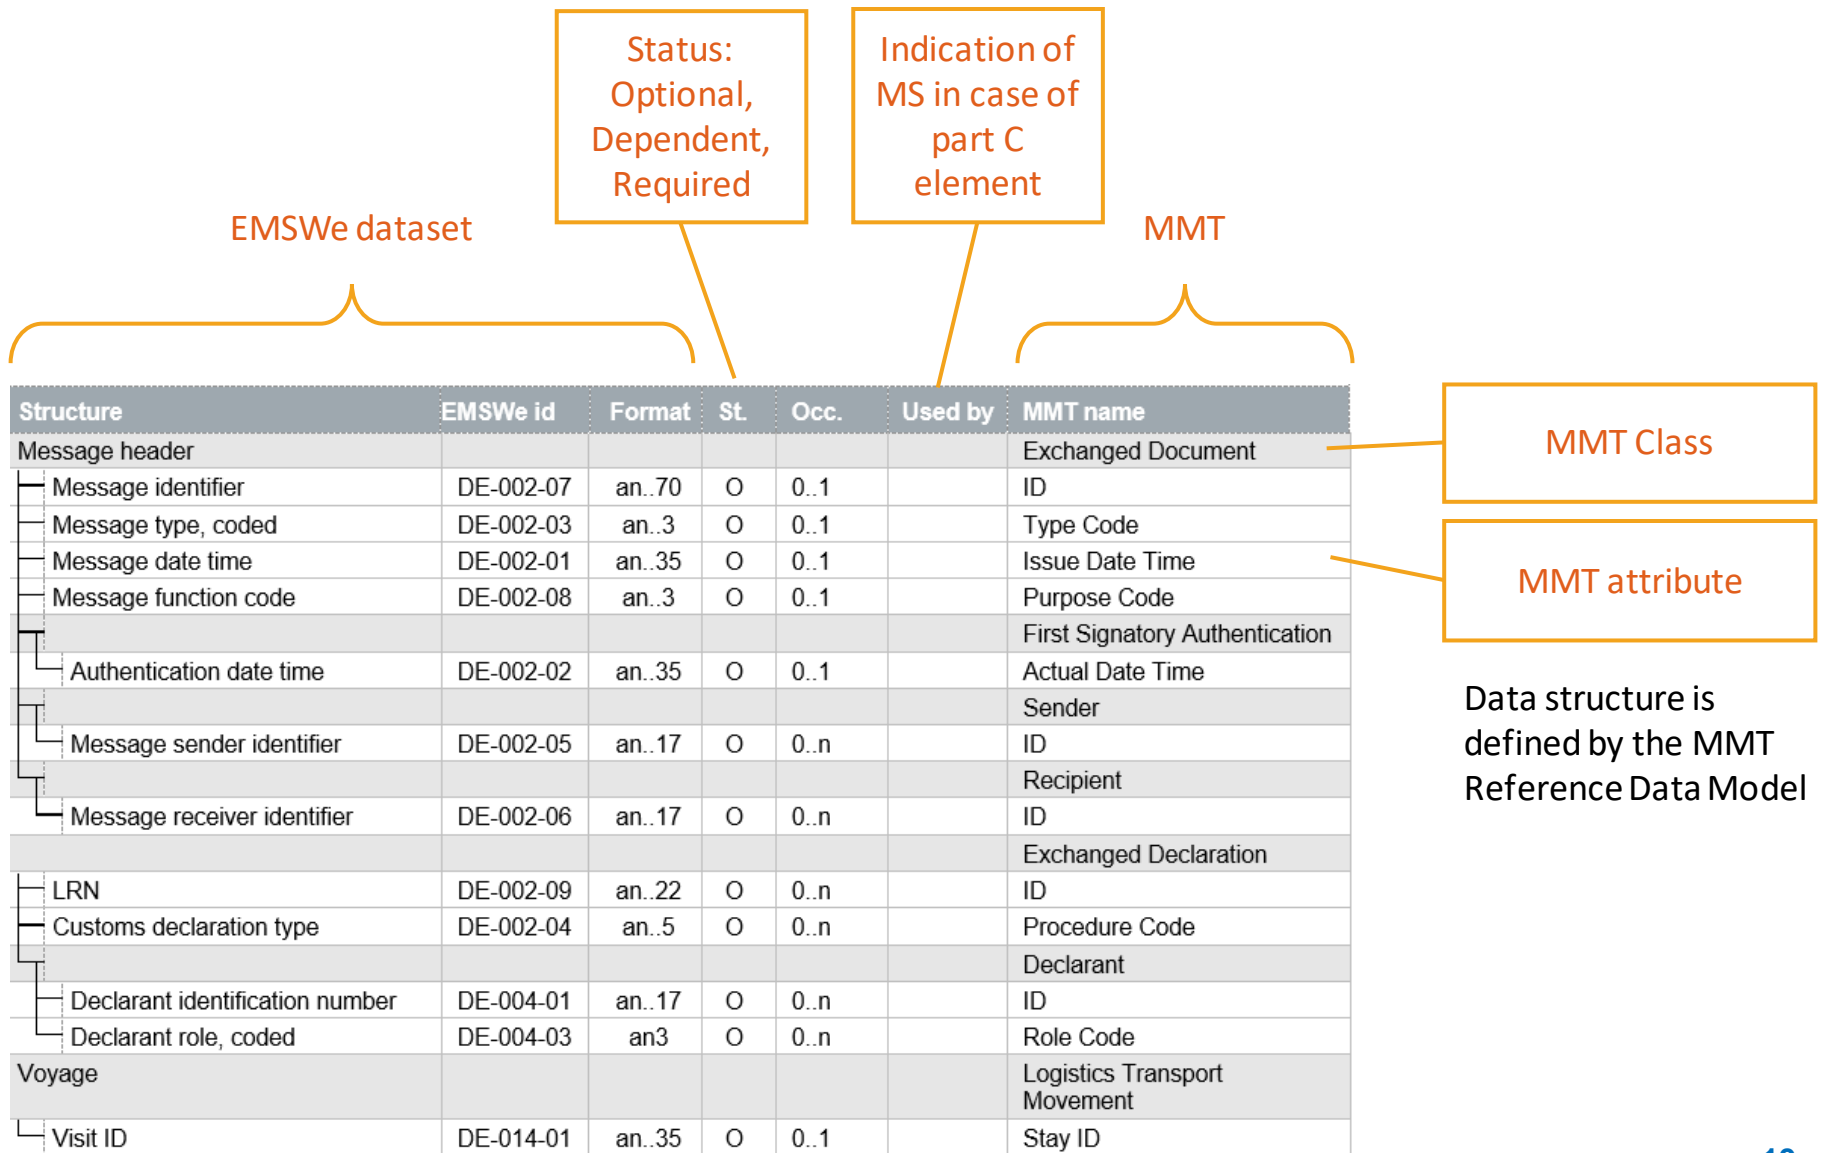 Status:
Optional,
Dependent,
Required
Indication of
MS in case of
part C
element
EMSWe dataset
MMT
Structure EMSWe id Format St. Occ. Used by MMT name
Message header Exchanged Document
Message identifier DE-002-07 an..70 O 0..1 ID
Message type, coded DE-002-03 an..3 O 0..1 Type Code
Message date time DE-002-01 an..35 O 0..1 Issue Date Time
Message function code DE-002-08 an..3 O 0..1 Purpose Code
First Signatory Authentication
Authentication date time DE-002-02 an..35 O 0..1 Actual Date Time
Sender
Message sender identifier DE-002-05 an..17 O 0..n ID
Recipient
Message receiver identifier DE-002-06 an..17 O 0..n ID
Exchanged Declaration
LRN DE-002-09 an..22 O 0..n ID
Customs declaration type DE-002-04 an..5 O 0..n Procedure Code
Declarant
Declarant identification number DE-004-01 an..17 O 0..n ID
Declarant role, coded DE-004-03 an3 O 0..n Role Code
Voyage Logistics Transport
Movement
Visit ID DE-014-01 an..35 O 0..1 Stay ID
MMT Class
MMT attribute
Data structure is
defined by the MMT
Reference Data Model